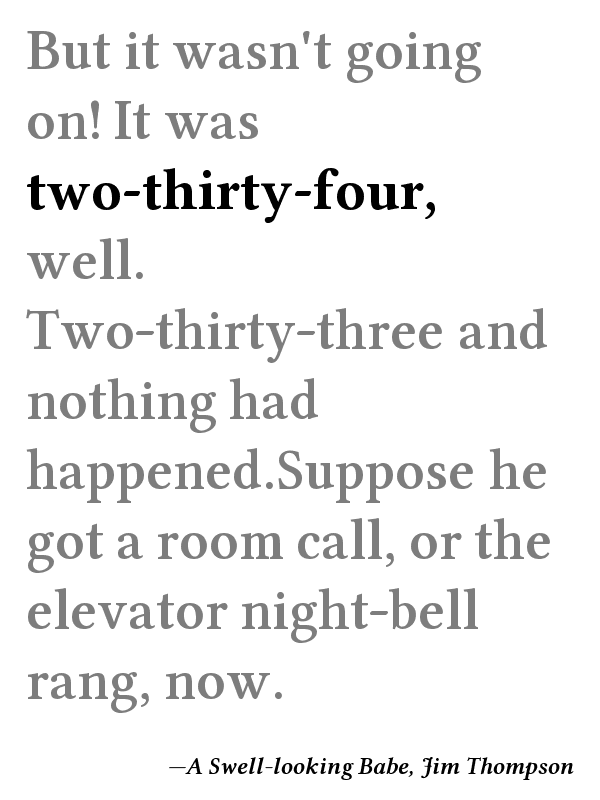 But it wasn't going
on! It was
two-thirty-four,
well.
Two-thirty-three and
nothing had
happened.Suppose he
got a room call, or the
elevator night-bell
rang, now.
—A Swell-looking Babe, Jim Thompson